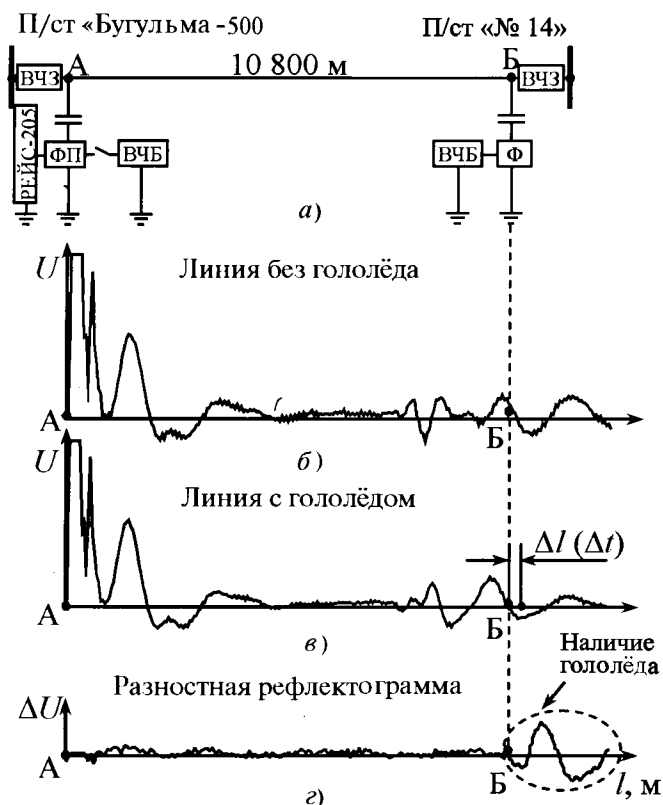 П/ст «Бугульма -500
П/ст «№ 14»
А
10 800 м
Б
ВЧЗ
ВЧЗ
РЕЙС-205
ФП
ВЧБ
ВЧБ
Ф
а)
U
Линия без гололёда
А
Б
б)
U
Линия с гололёдом
Δl (Δt)
А
Б
в)
Наличие
гололёда
Разностная рефлектограмма
ΔU
А
Б
l, м
г)